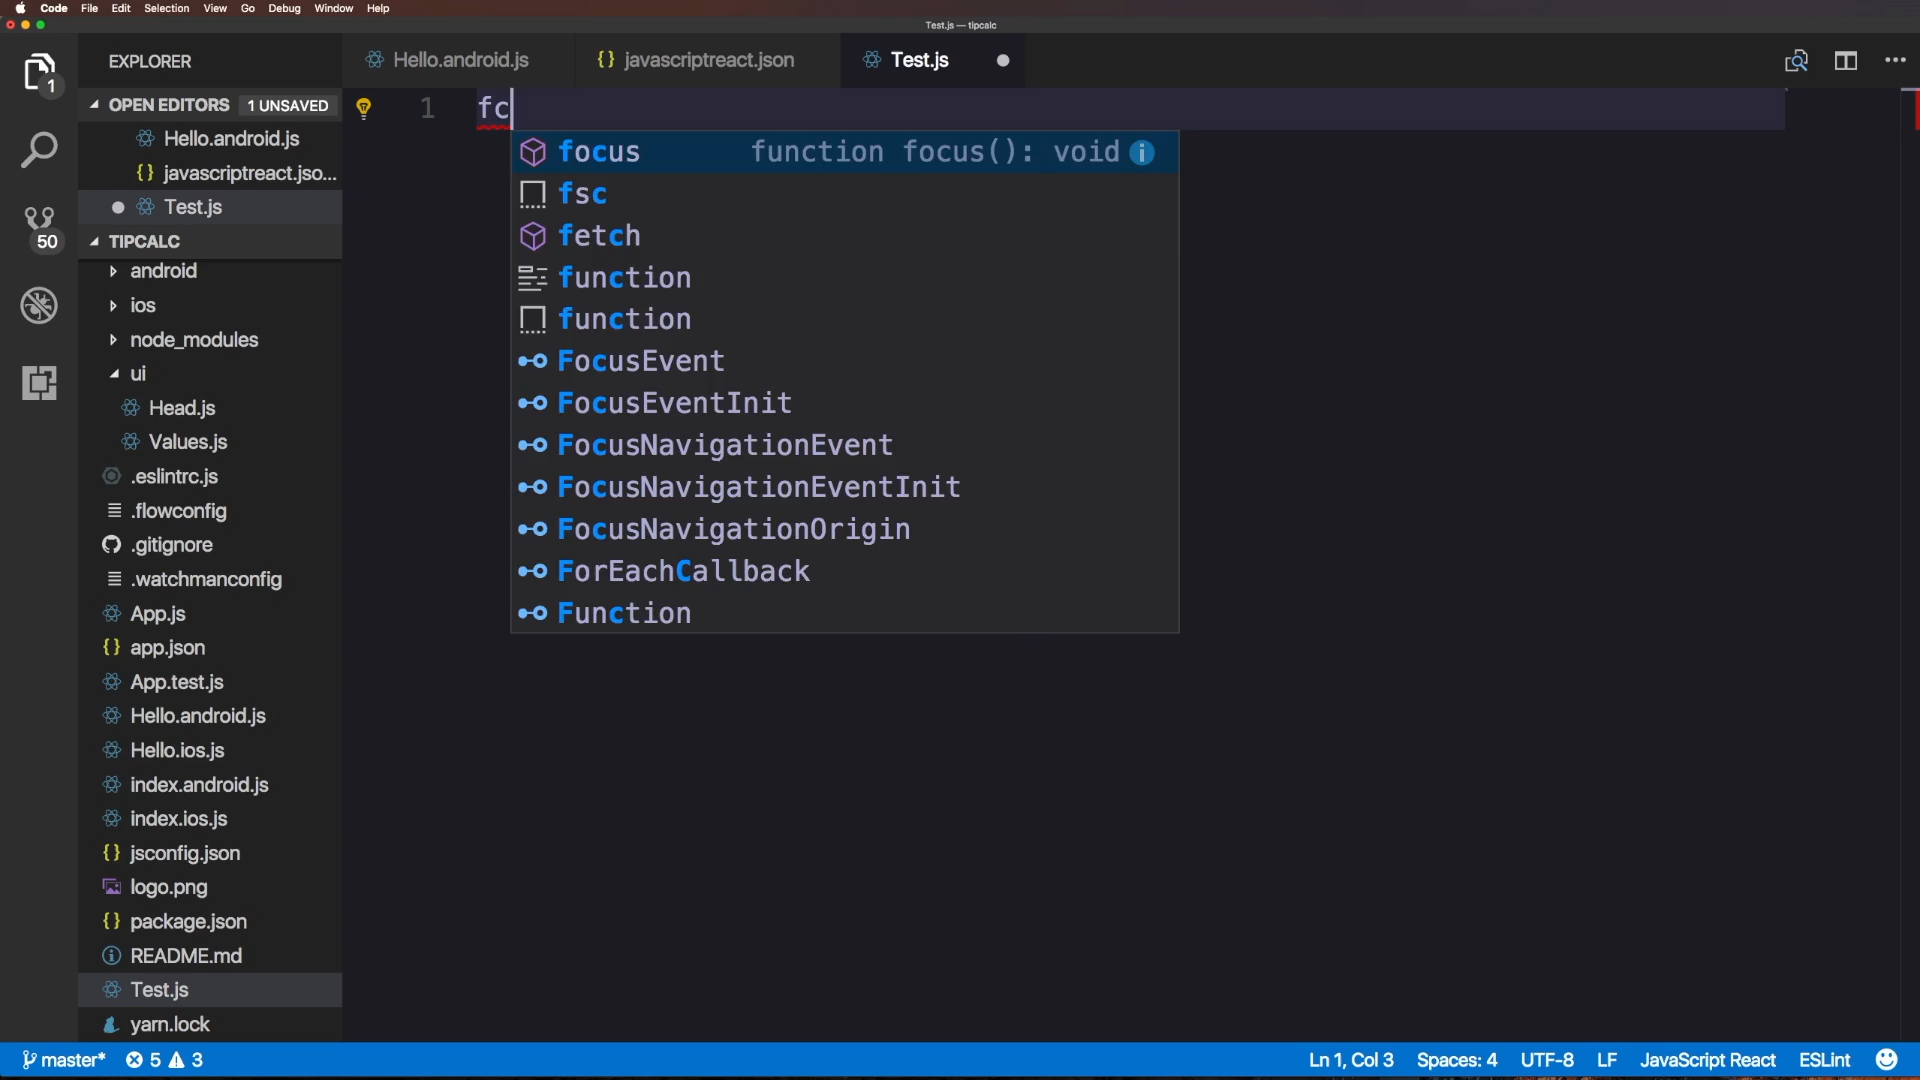 Code File Edit Selection View Go Debug Window Help
Test.js — tipcalc
EXPLORER
Hello.android.js
{} javascriptreact.json
Test.js
OPEN EDITORS 1 UNSAVED
Hello.android.js
{} javascriptreact.jso...
Test.js
TIPCALC
android
ios
node_modules
ui
Head.js
Values.js
.eslintrc.js
.flowconfig
.gitignore
.watchmanconfig
App.js
{} app.json
App.test.js
Hello.android.js
Hello.ios.js
index.android.js
index.ios.js
{} jsconfig.json
logo.png
{} package.json
README.md
Test.js
yarn.lock
1
50
1 fc
focus function focus(): void
fsc
fetch
function
function
FocusEvent
FocusEventInit
FocusNavigationEvent
FocusNavigationEventInit
FocusNavigationOrigin
ForEachCallback
Function
master* 5 3 Ln 1, Col 3 Spaces: 4 UTF-8 LF JavaScript React ESLint